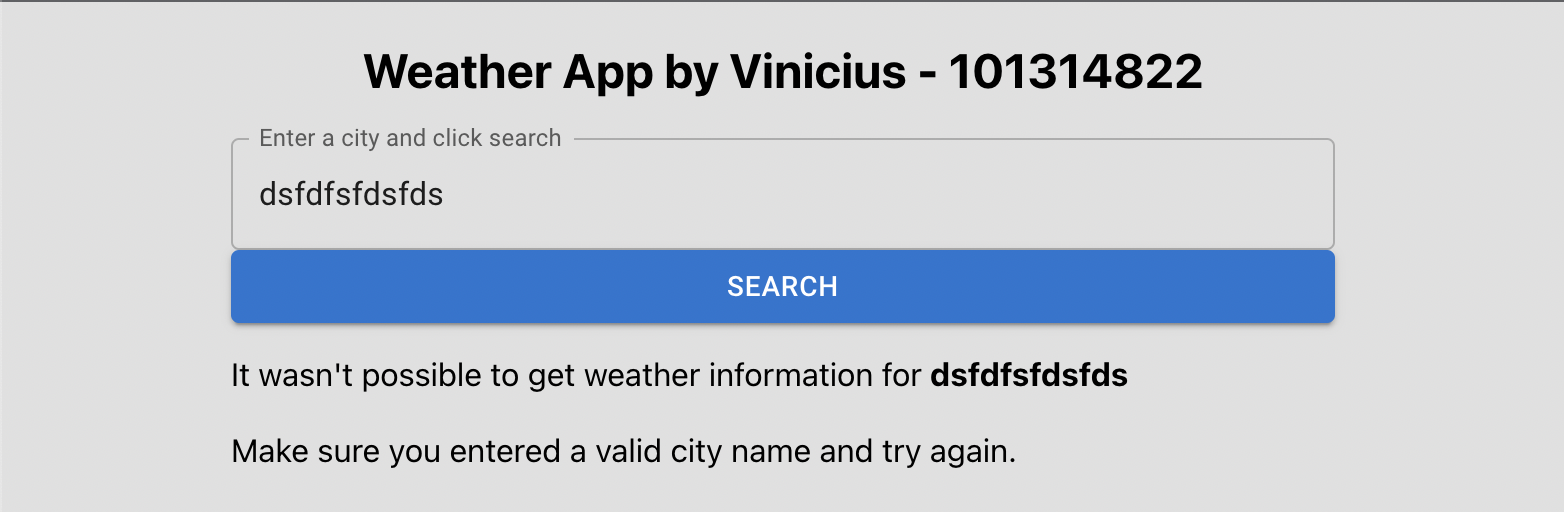 Weather App by Vinicius - 101314822
Enter a city and click search
dsfdfsfdsfds
SEARCH
It wasn't possible to get weather information for dsfdfsfdsfds
Make sure you entered a valid city name and try again.